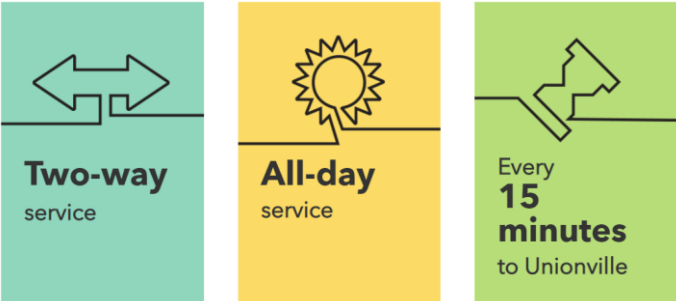 Two-way
service
All-day
service
Every
15
minutes
to Unionville